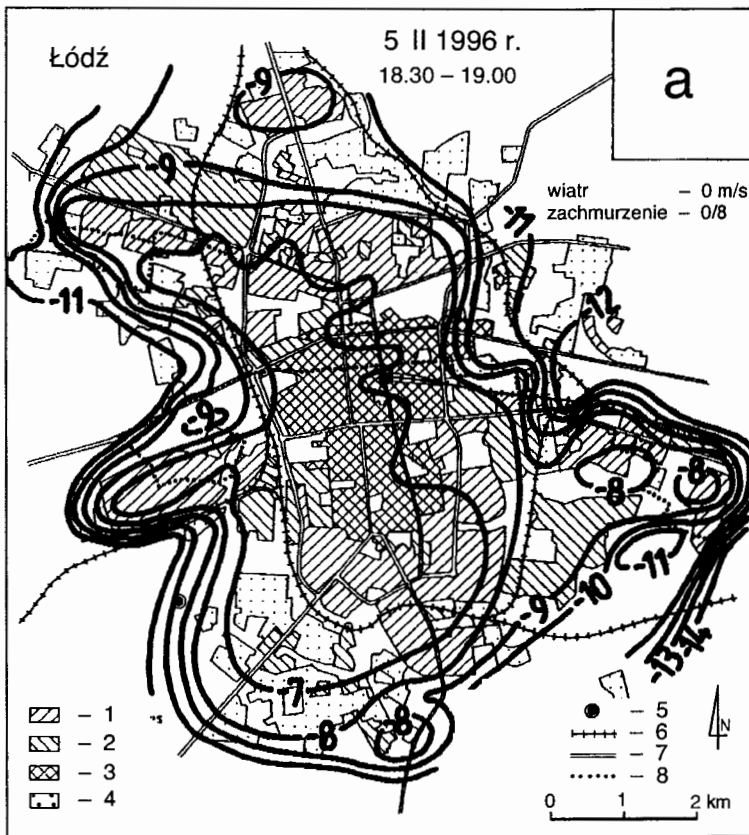 Łódź
5 II 1996 r.
18.30 – 19.00
a
wiatr – 0 m/s
zachmurzenie – 0/8
-9
-9
-11
-12
-9
-8
-8
-11
-10
-9
-7
8
-8
-13 -14
– 1
– 2
– 3
– 4
– 5
– 6
– 7
– 8
N
0 1 2 km